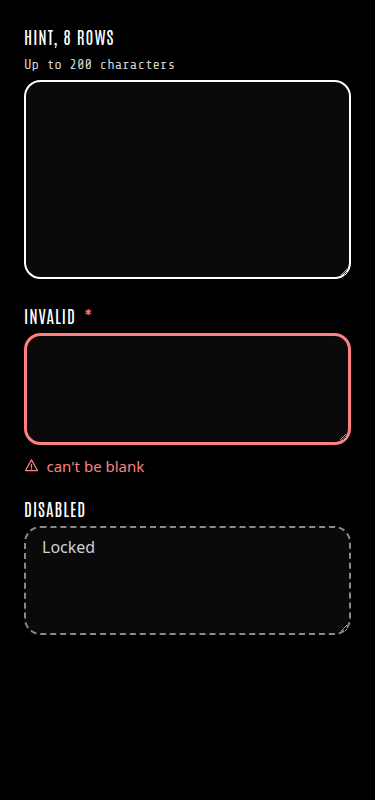 HINT, 8 ROWS
Up to 200 characters
INVALID *
can't be blank
DISABLED
Locked